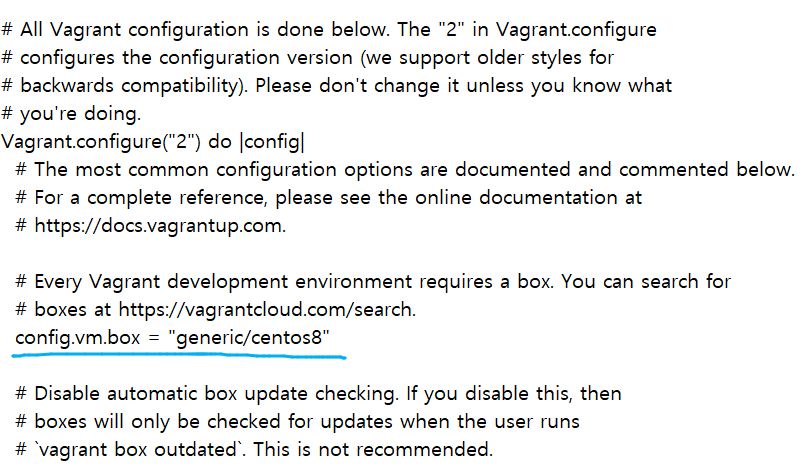 # All Vagrant configuration is done below. The "2" in Vagrant.configure
# configures the configuration version (we support older styles for
# backwards compatibility). Please don't change it unless you know what
# you're doing.
Vagrant.configure("2") do |config|
# The most common configuration options are documented and commented below.
# For a complete reference, please see the online documentation at
# https://docs.vagrantup.com.
# Every Vagrant development environment requires a box. You can search for
# boxes at https://vagrantcloud.com/search.
config.vm.box = "generic/centos8"
# Disable automatic box update checking. If you disable this, then
# boxes will only be checked for updates when the user runs
# `vagrant box outdated`. This is not recommended.